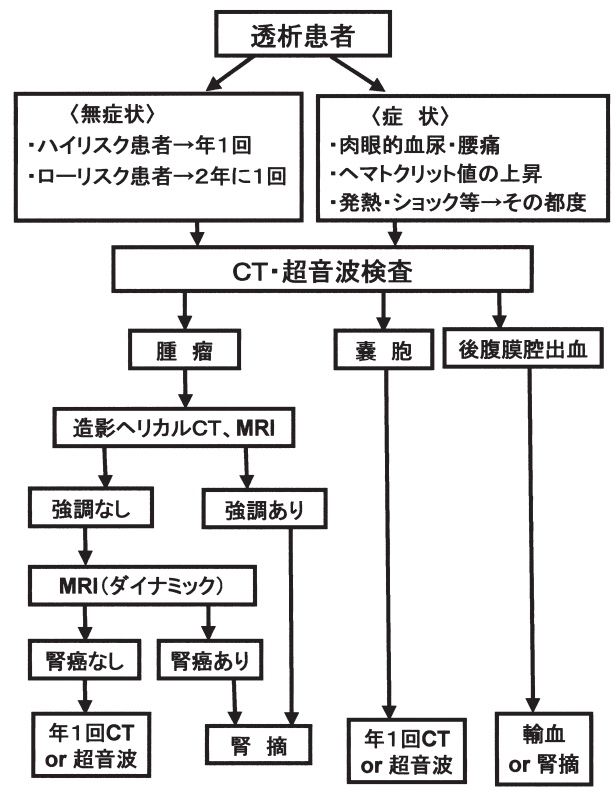 透析患者
〈無症状〉
・ハイリスク患者→年1回
・ローリスク患者→2年に1回
〈症 状〉
・肉眼的血尿・腰痛
・ヘマトクリット値の上昇
・発熱・ショック等→その都度
CT・超音波検査
腫 瘤
嚢 胞
後腹膜腔出血
造影ヘリカルCT、MRI
強調なし
強調あり
MRI(ダイナミック)
腎癌なし
腎癌あり
年1回CT
or 超音波
腎 摘
年1回CT
or 超音波
輸血
or 腎摘